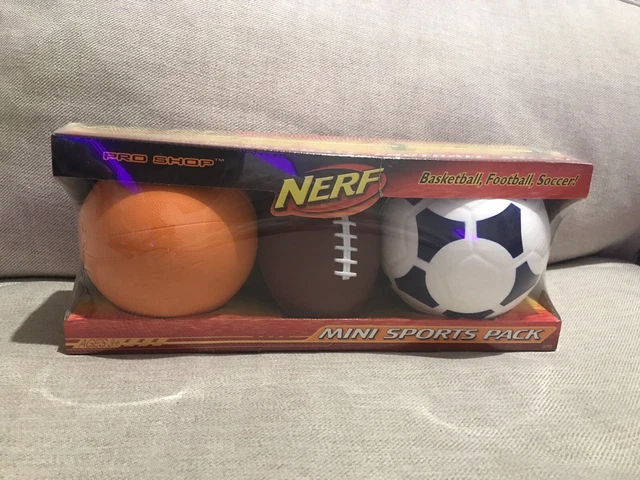 PRO SHOP™
NERF
Basketball, Football, Soccer!
MINI SPORTS PACK